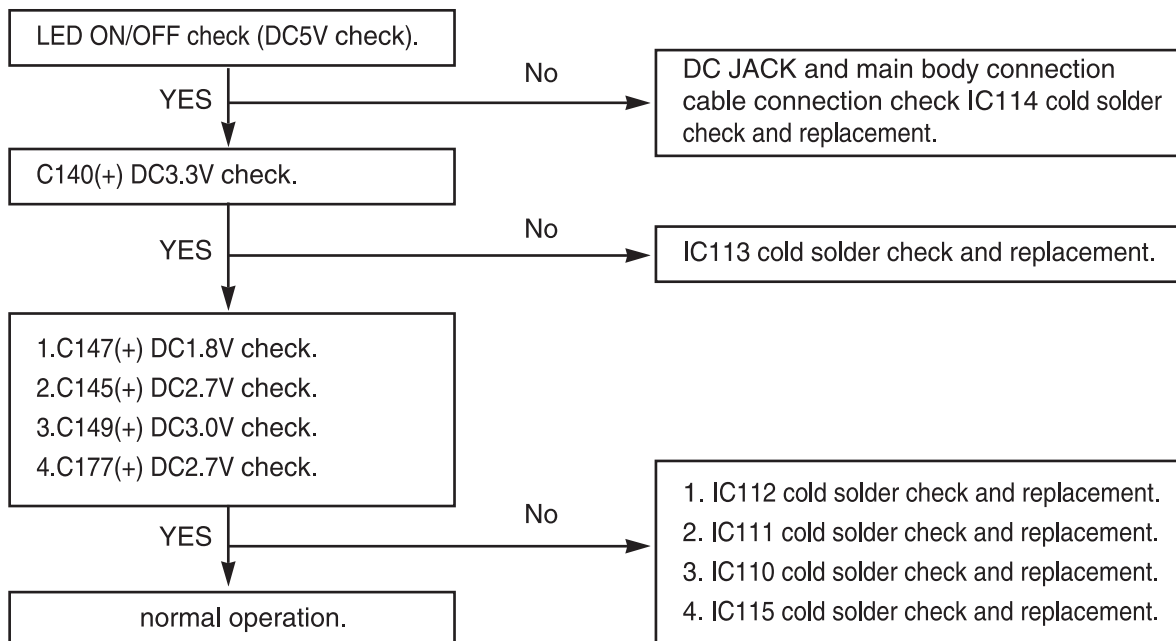 LED ON/OFF check (DC5V check).
No
YES
DC JACK and main body connection
cable connection check IC114 cold solder
check and replacement.
C140(+) DC3.3V check.
No
YES
IC113 cold solder check and replacement.
1.C147(+) DC1.8V check.
2.C145(+) DC2.7V check.
3.C149(+) DC3.0V check.
4.C177(+) DC2.7V check.
No
YES
1. IC112 cold solder check and replacement.
2. IC111 cold solder check and replacement.
3. IC110 cold solder check and replacement.
4. IC115 cold solder check and replacement.
normal operation.